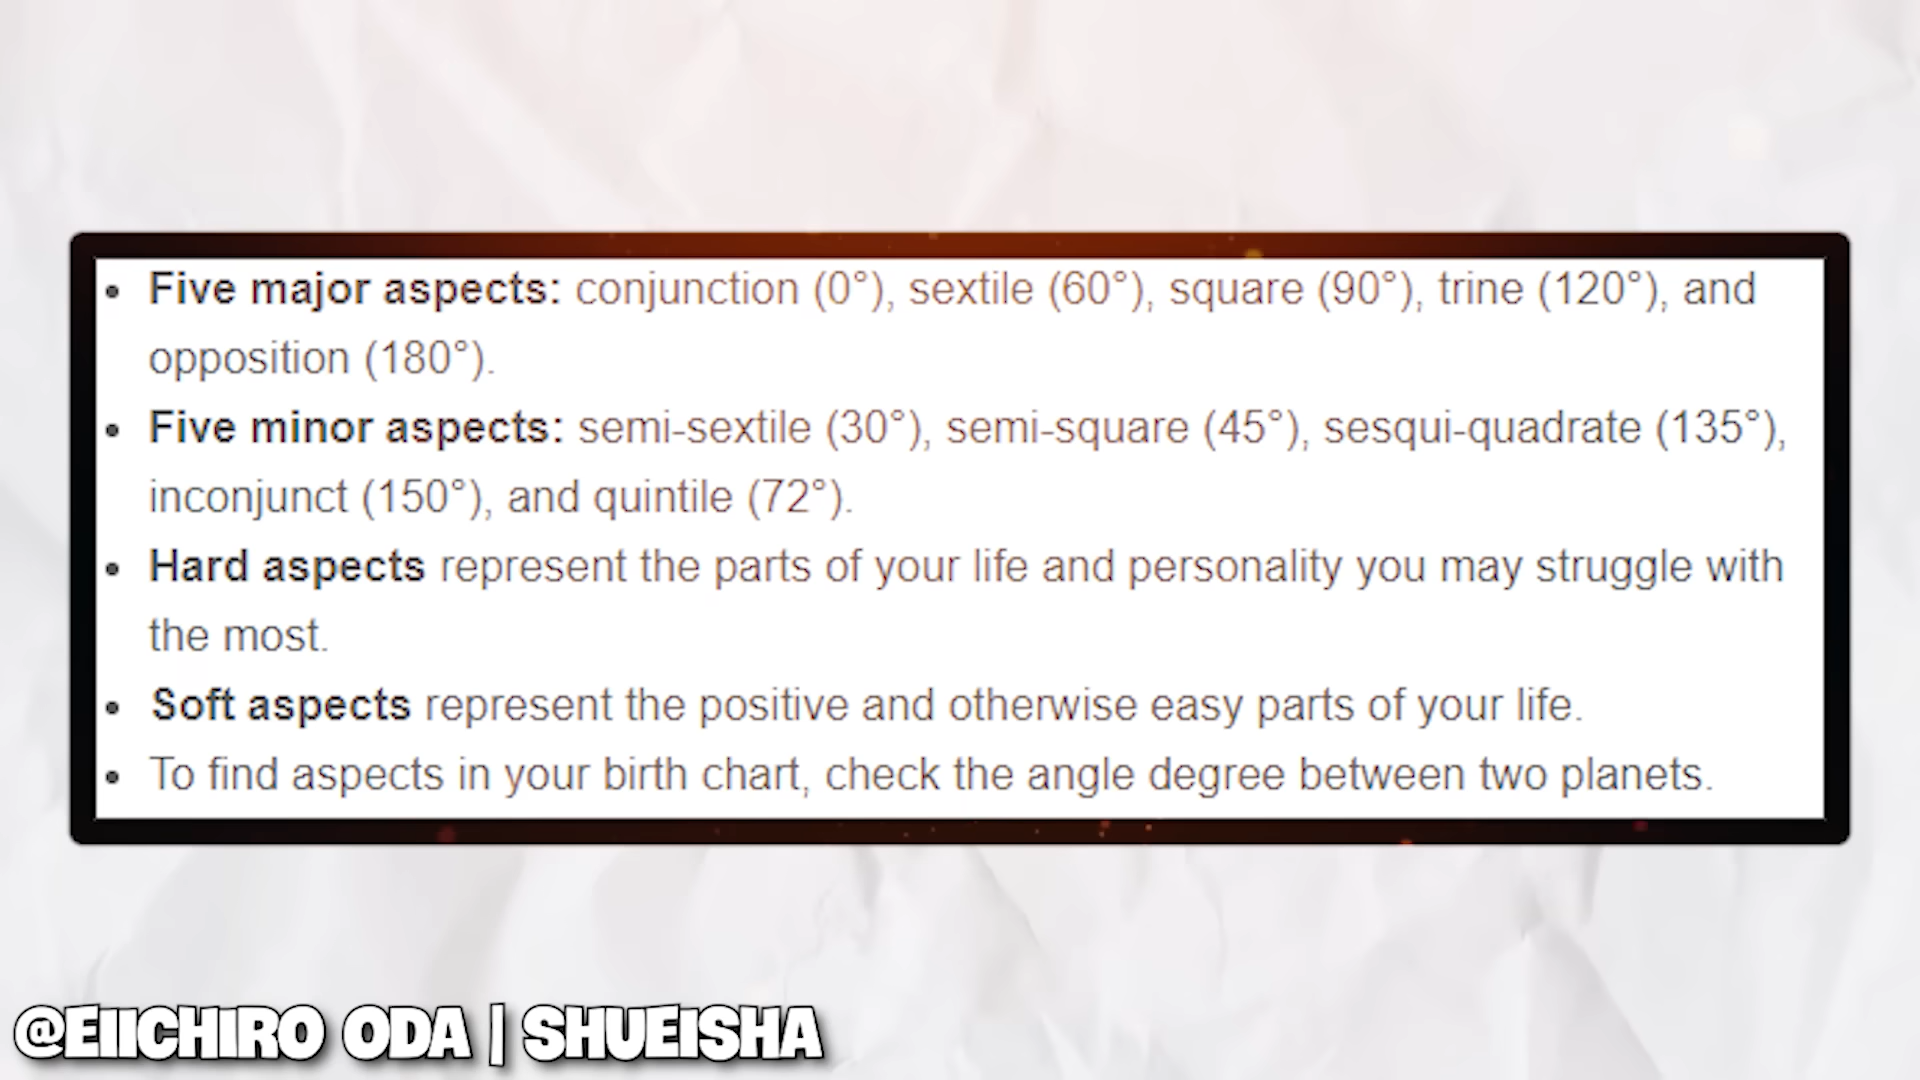 • Five major aspects: conjunction (0°), sextile (60°), square (90°), trine (120°), and
opposition (180°).
• Five minor aspects: semi-sextile (30°), semi-square (45°), sesqui-quadrate (135°),
inconjunct (150°), and quintile (72°).
• Hard aspects represent the parts of your life and personality you may struggle with
the most.
• Soft aspects represent the positive and otherwise easy parts of your life.
• To find aspects in your birth chart, check the angle degree between two planets.
@EIICHIRO ODA | SHUEISHA